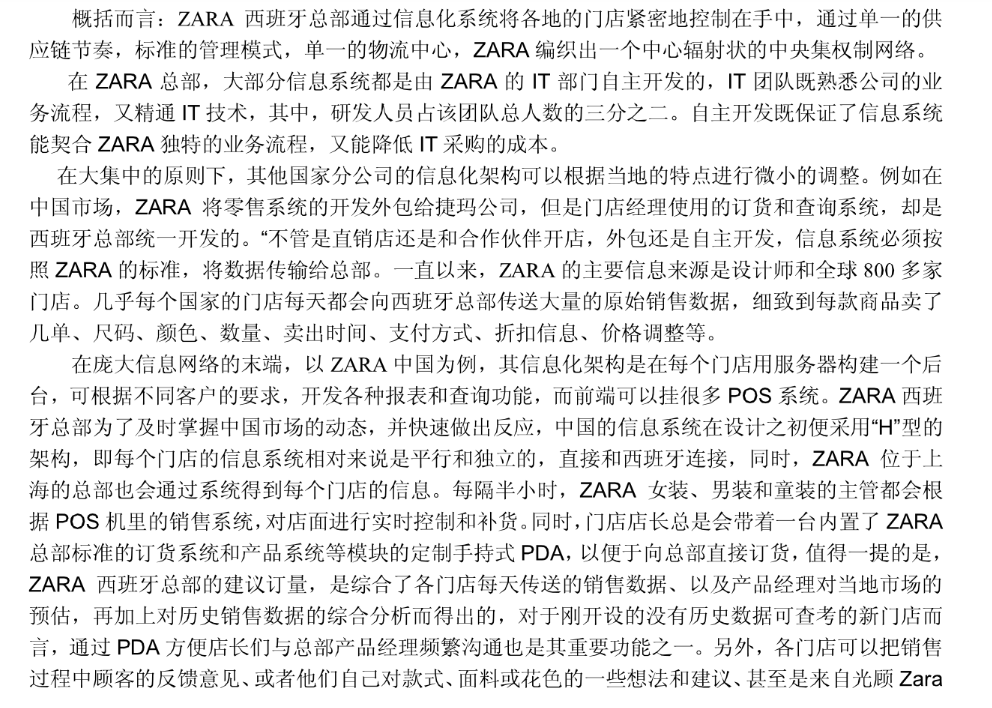 概括而言：ZARA 西班牙总部通过信息化系统将各地的门店紧密地控制在手中，通过单一的供
应链节奏，标准的管理模式，单一的物流中心，ZARA 编织出一个中心辐射状的中央集权制网络。
在 ZARA 总部，大部分信息系统都是由 ZARA 的 IT 部门自主开发的，IT 团队既熟悉公司的业
务流程，又精通 IT 技术，其中，研发人员占该团队总人数的三分之二。自主开发既保证了信息系统
能契合 ZARA 独特的业务流程，又能降低 IT 采购的成本。
在大集中的原则下，其他国家分公司的信息化架构可以根据当地的特点进行微小的调整。例如在
中国市场，ZARA 将零售系统的开发外包给捷玛公司，但是门店经理使用的订货和查询系统，却是
西班牙总部统一开发的。“不管是直销店还是和合作伙伴开店，外包还是自主开发，信息系统必须按
照 ZARA 的标准，将数据传输给总部。一直以来，ZARA 的主要信息来源是设计师和全球 800 多家
门店。几乎每个国家的门店每天都会向西班牙总部传送大量的原始销售数据，细致到每款商品卖了
几单、尺码、颜色、数量、卖出时间、支付方式、折扣信息、价格调整等。
在庞大信息网络的末端，以 ZARA 中国为例，其信息化架构是在每个门店用服务器构建一个后
台，可根据不同客户的要求，开发各种报表和查询功能，而前端可以挂很多 POS 系统。ZARA 西班
牙总部为了及时掌握中国市场的动态，并快速做出反应，中国的信息系统在设计之初便采用“H”型的
架构，即每个门店的信息系统相对来说是平行和独立的，直接和西班牙连接，同时，ZARA 位于上
海的总部也会通过系统得到每个门店的信息。每隔半小时，ZARA 女装、男装和童装的主管都会根
据 POS 机里的销售系统，对店面进行实时控制和补货。同时，门店店长总是会带着一台内置了 ZARA
总部标准的订货系统和产品系统等模块的定制手持式 PDA，以便于向总部直接订货，值得一提的是，
ZARA 西班牙总部的建议订量，是综合了各门店每天传送的销售数据、以及产品经理对当地市场的
预估，再加上对历史销售数据的综合分析而得出的，对于刚开设的没有历史数据可查考的新门店而
言，通过 PDA 方便店长们与总部产品经理频繁沟通也是其重要功能之一。另外，各门店可以把销售
过程中顾客的反馈意见、或者他们自己对款式、面料或花色的一些想法和建议、甚至是来自光顾 Zara